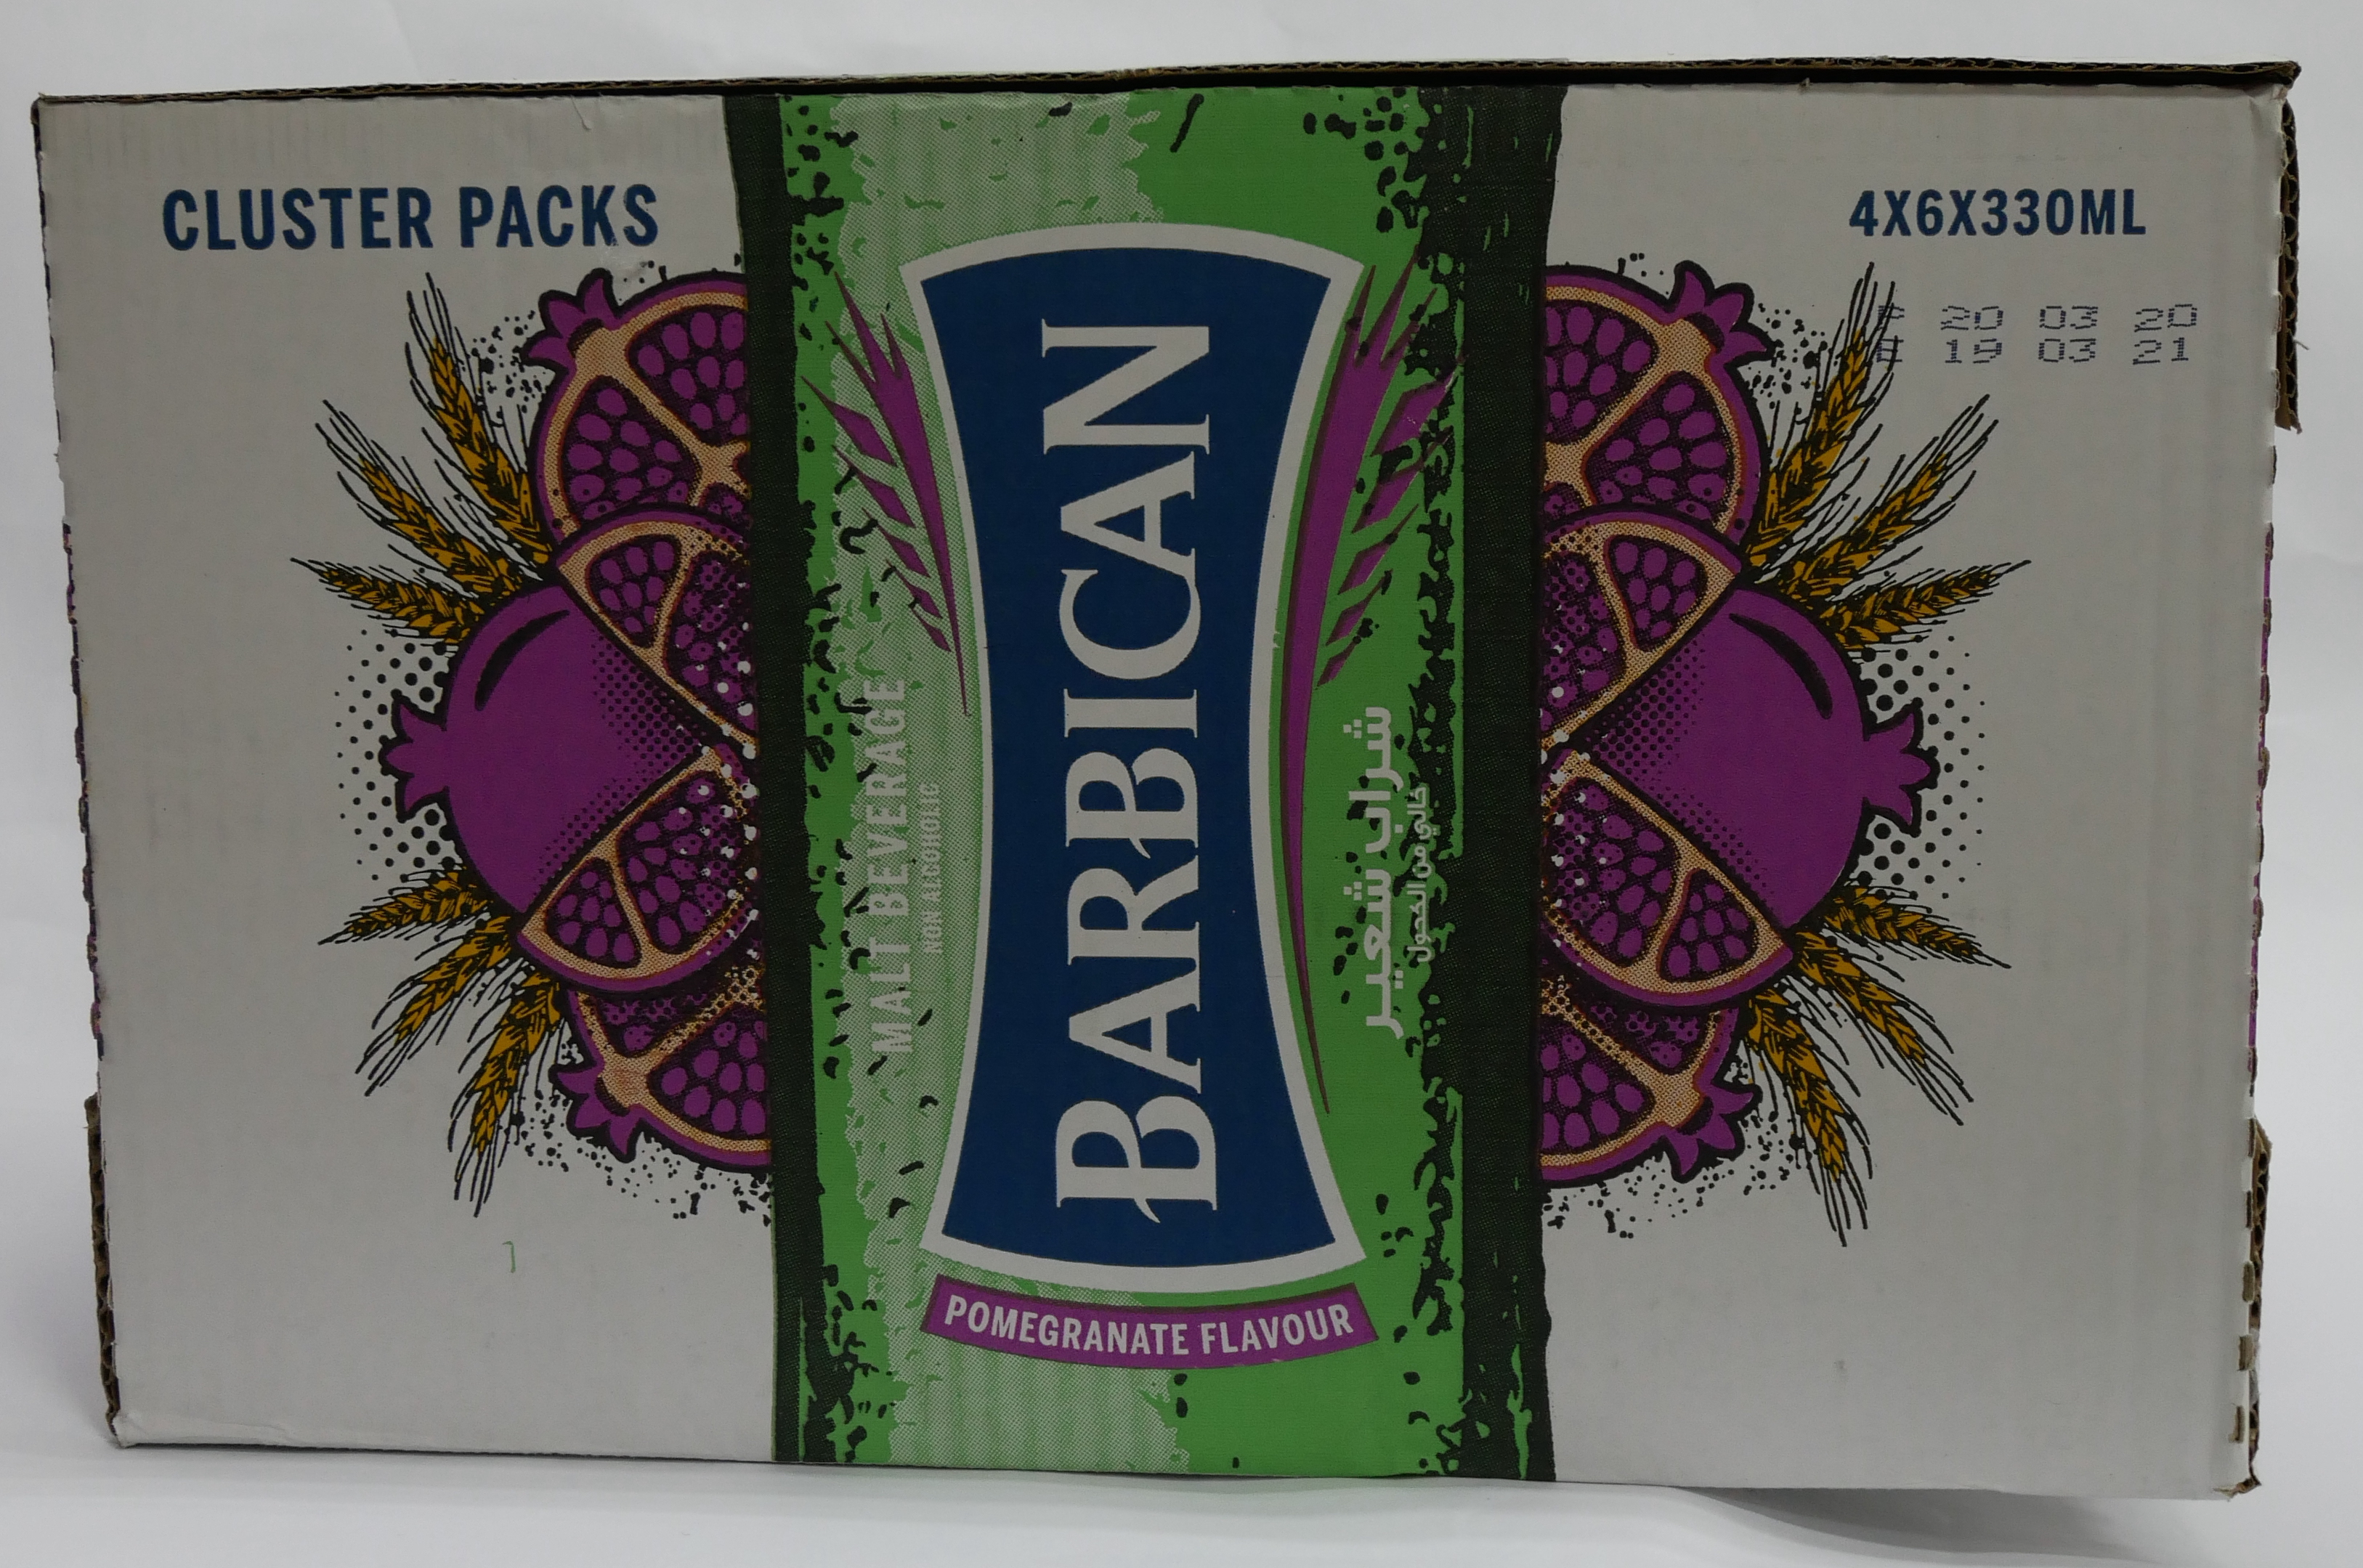 CLUSTER PACKS
4X6X330ML
P 20 03 20
E 19 03 21
MALT BEVERAGE
NON ALCOHOLIC
BARBICAN
شراب شعير
خالي من الكحول
POMEGRANATE FLAVOUR